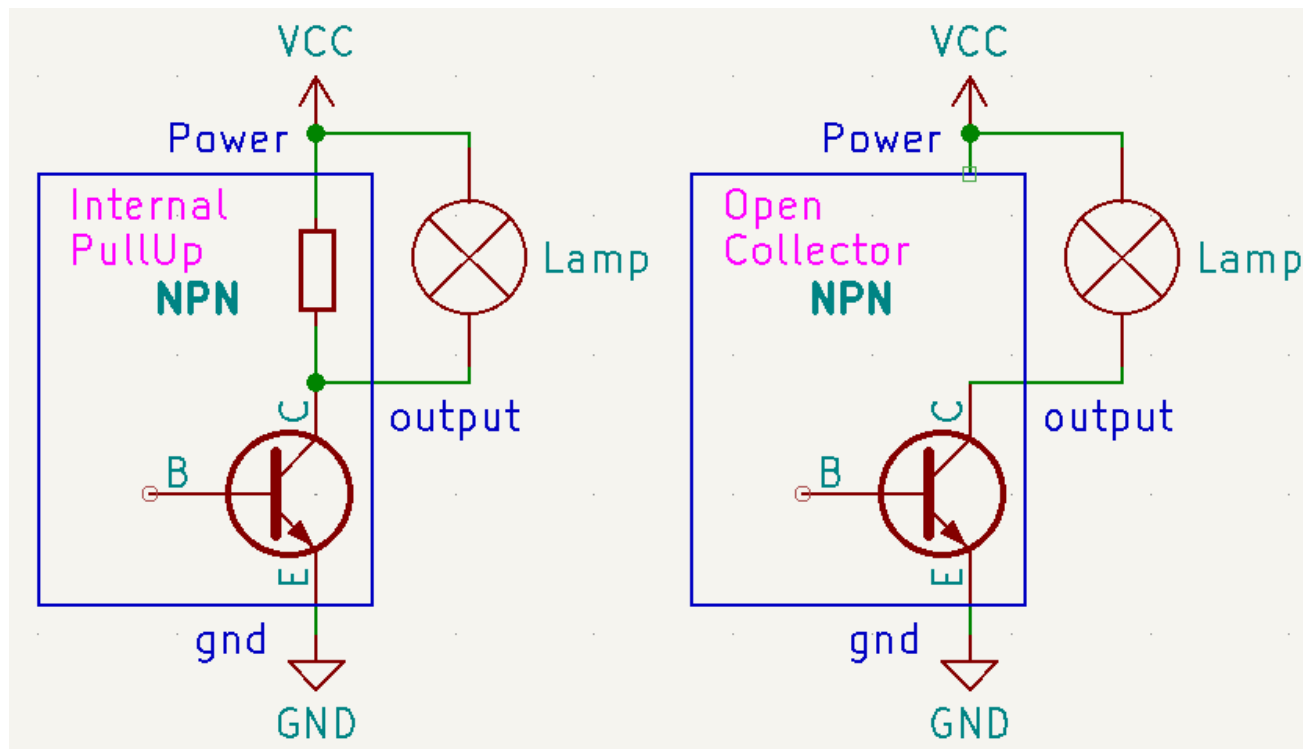 VCC
Power
Internal
PullUp
NPN
Lamp
C
output
B
E
gnd
GND
VCC
Power
Open
Collector
NPN
Lamp
C
output
B
E
gnd
GND